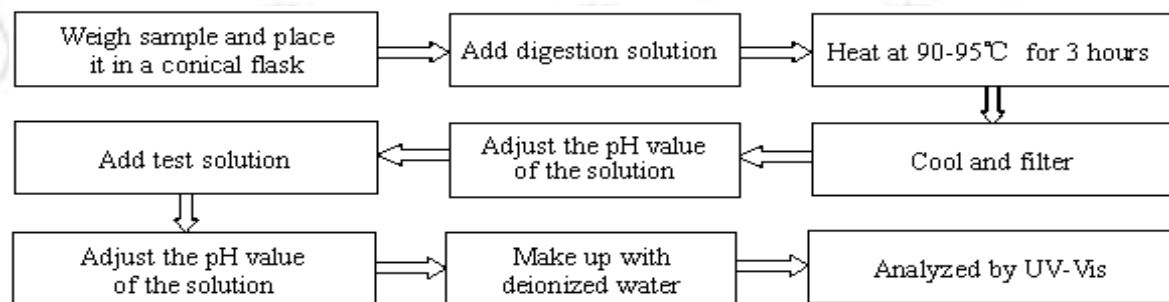 Weigh sample and place
it in a conical flask
Add digestion solution
Heat at 90-95℃ for 3 hours
Cool and filter
Adjust the pH value
of the solution
Add test solution
Adjust the pH value
of the solution
Make up with
deionized water
Analyzed by UV-Vis